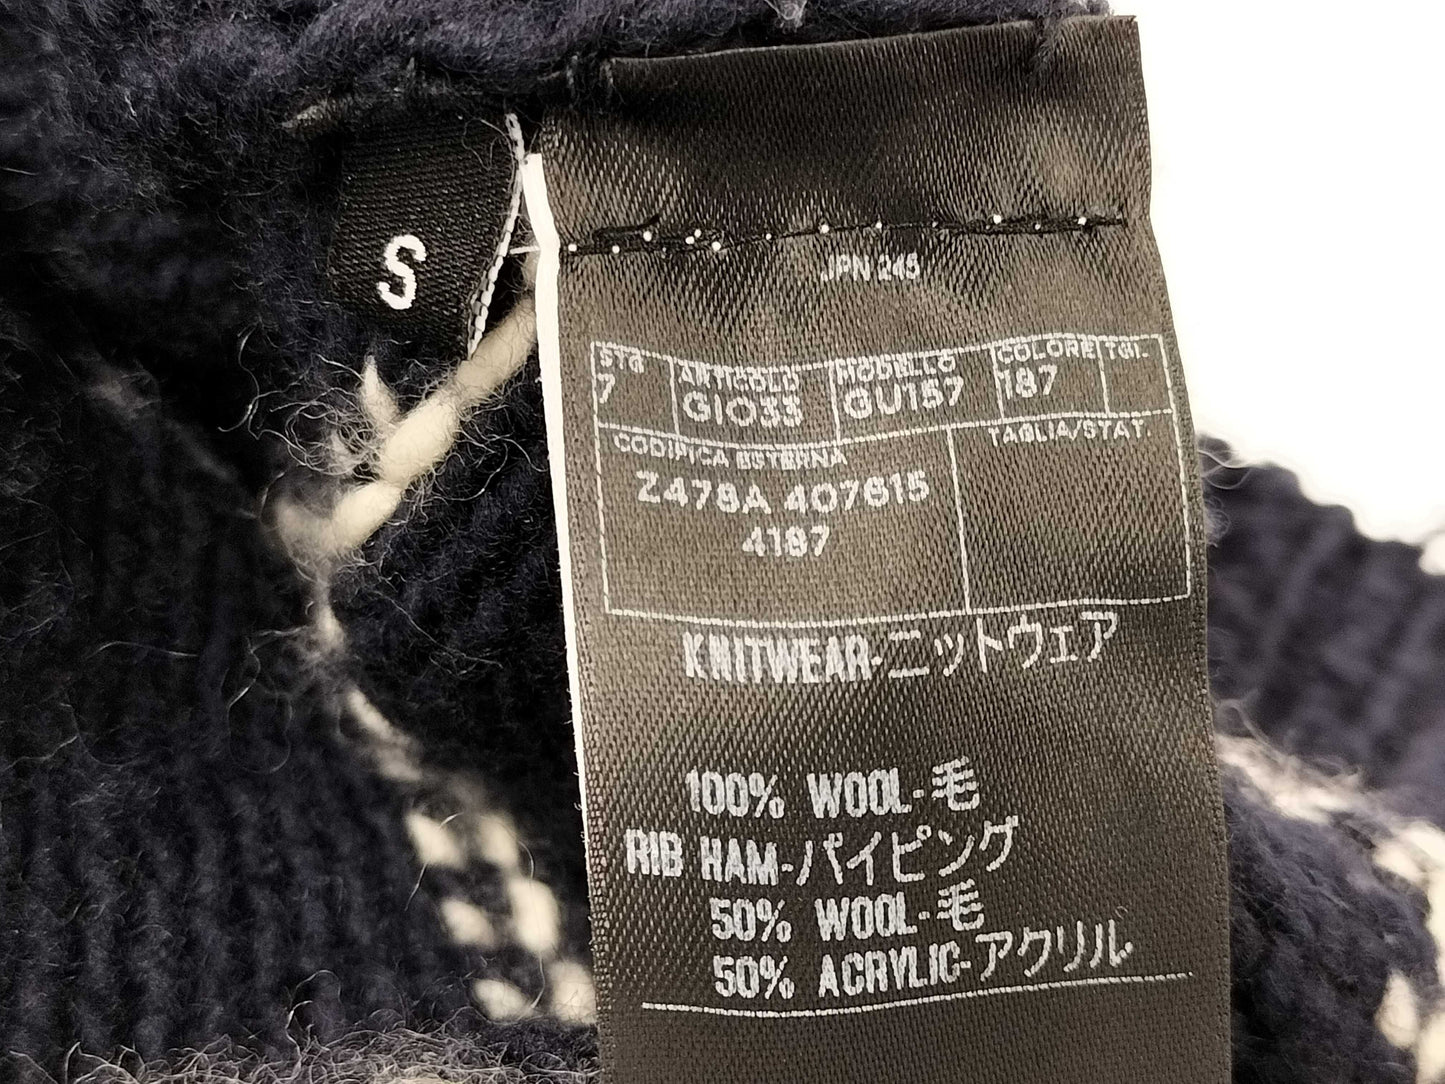 S
JPN 245
STG ARTICOLO MODELLO COLORE TGL.
7 GIO33 GU157 187
CODIFICA ESTERNA TAGLIA/STAT.
Z478A 407615
4187
KNITWEAR-ニットウェア
100% WOOL-毛
RIB HAM-パイピング
50% WOOL-毛
50% ACRYLIC-アクリル